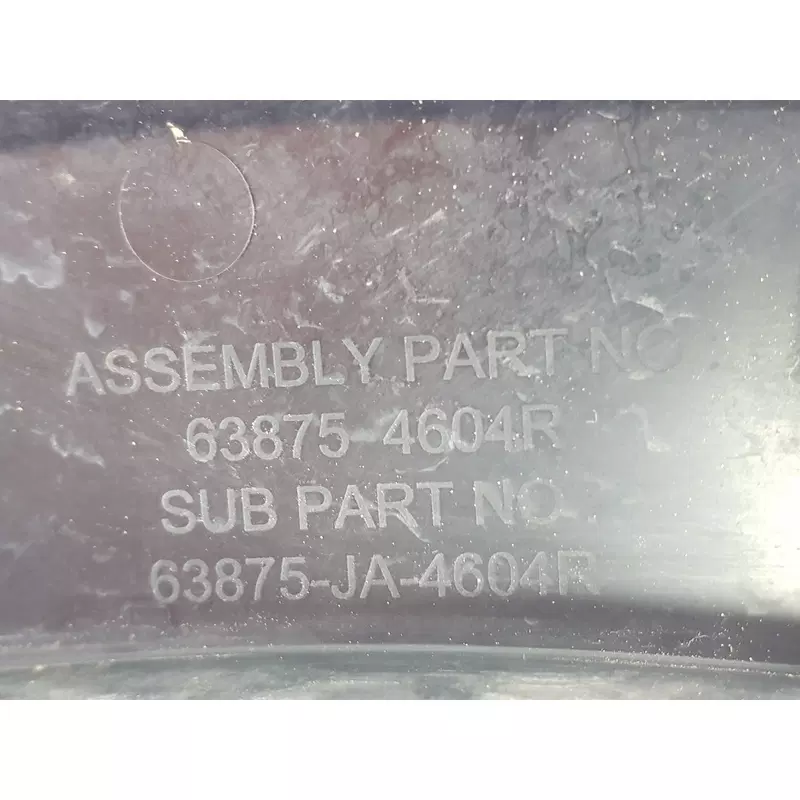 ASSEMBLY PART NO
63875-4604R
SUB PART NO.
63875-JA-4604R